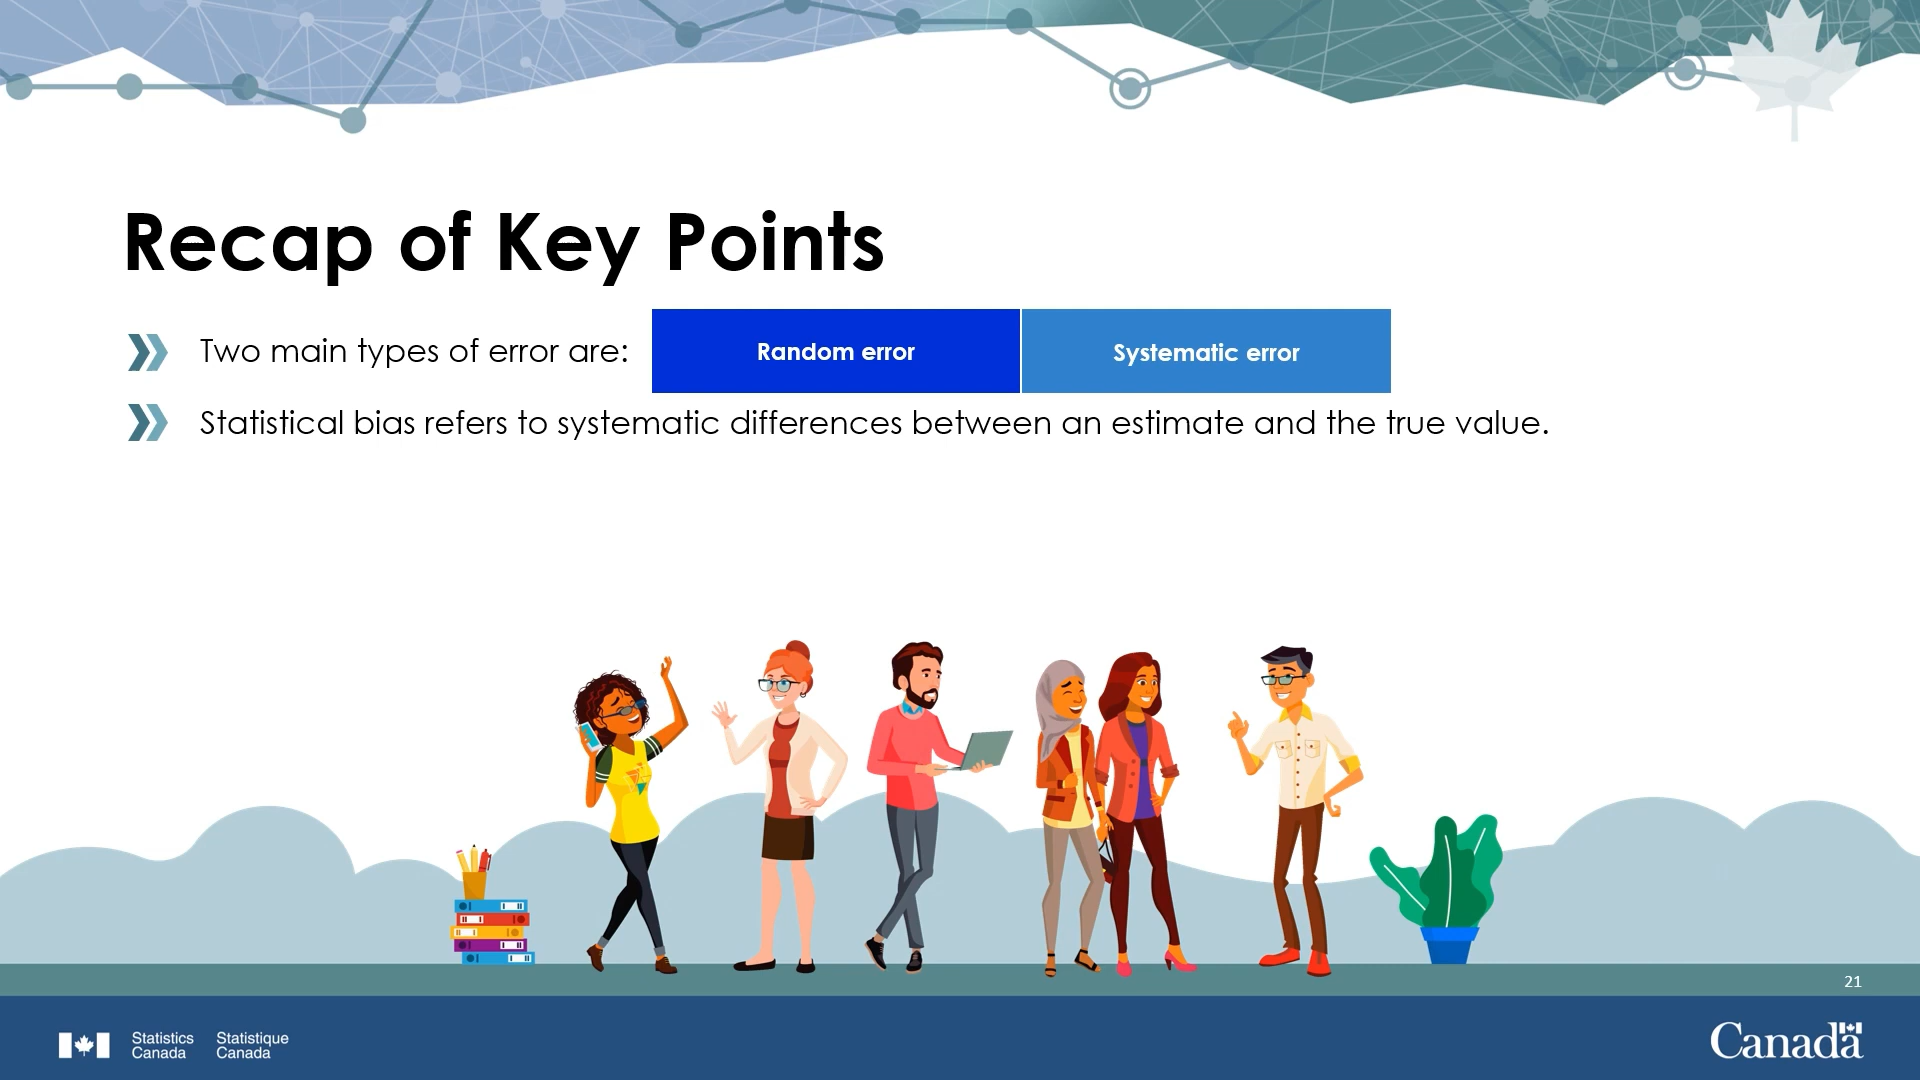 Recap of Key Points
Two main types of error are:
Random error
Systematic error
Statistical bias refers to systematic differences between an estimate and the true value.
21
Statistics
Canada
Statistique
Canada
Canada